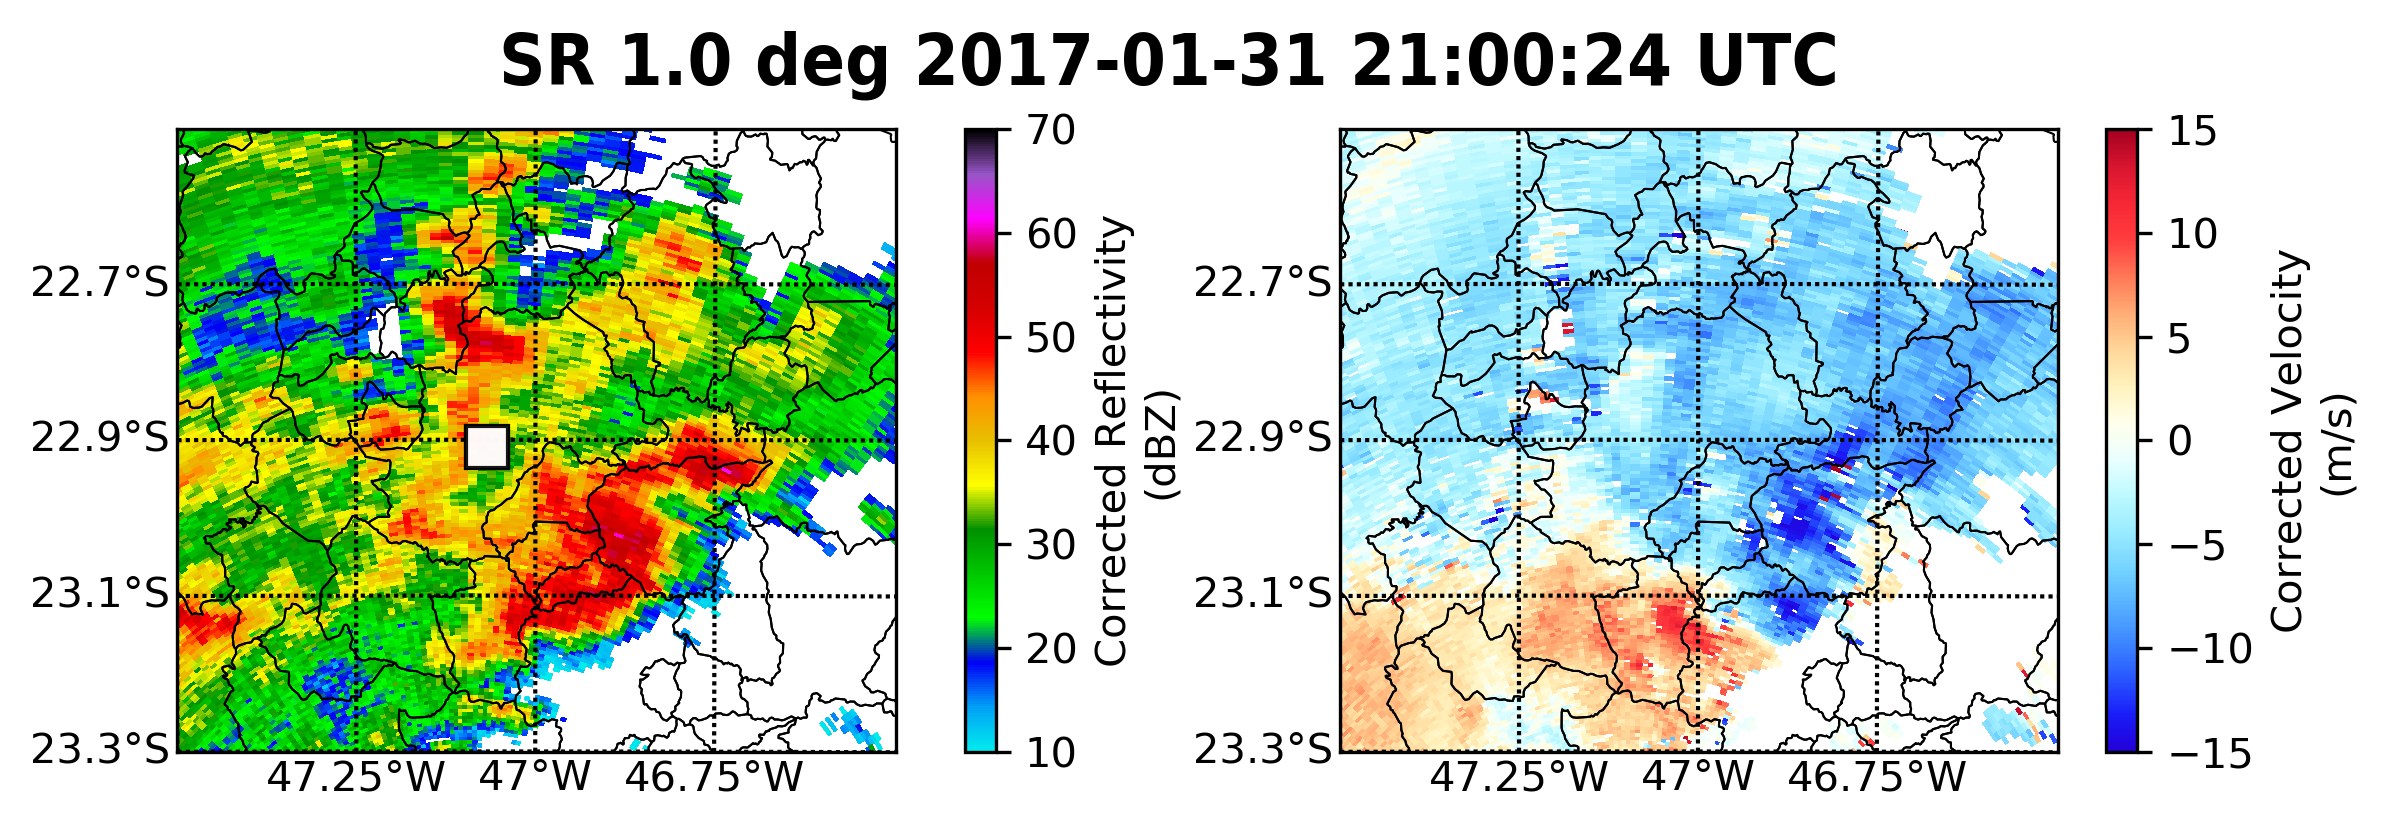 SR 1.0 deg 2017-01-31 21:00:24 UTC
22.7°S
22.9°S
23.1°S
23.3°S
47.25°W
47°W
46.75°W
70
60
50
40
30
20
10
Corrected Reflectivity
(dBZ)
22.7°S
22.9°S
23.1°S
23.3°S
47.25°W
47°W
46.75°W
15
10
5
0
−5
−10
−15
Corrected Velocity
(m/s)